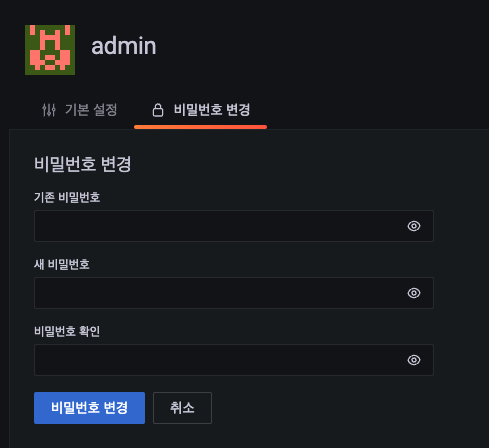 admin
기본 설정
비밀번호 변경
비밀번호 변경
기존 비밀번호
새 비밀번호
비밀번호 확인
비밀번호 변경
취소